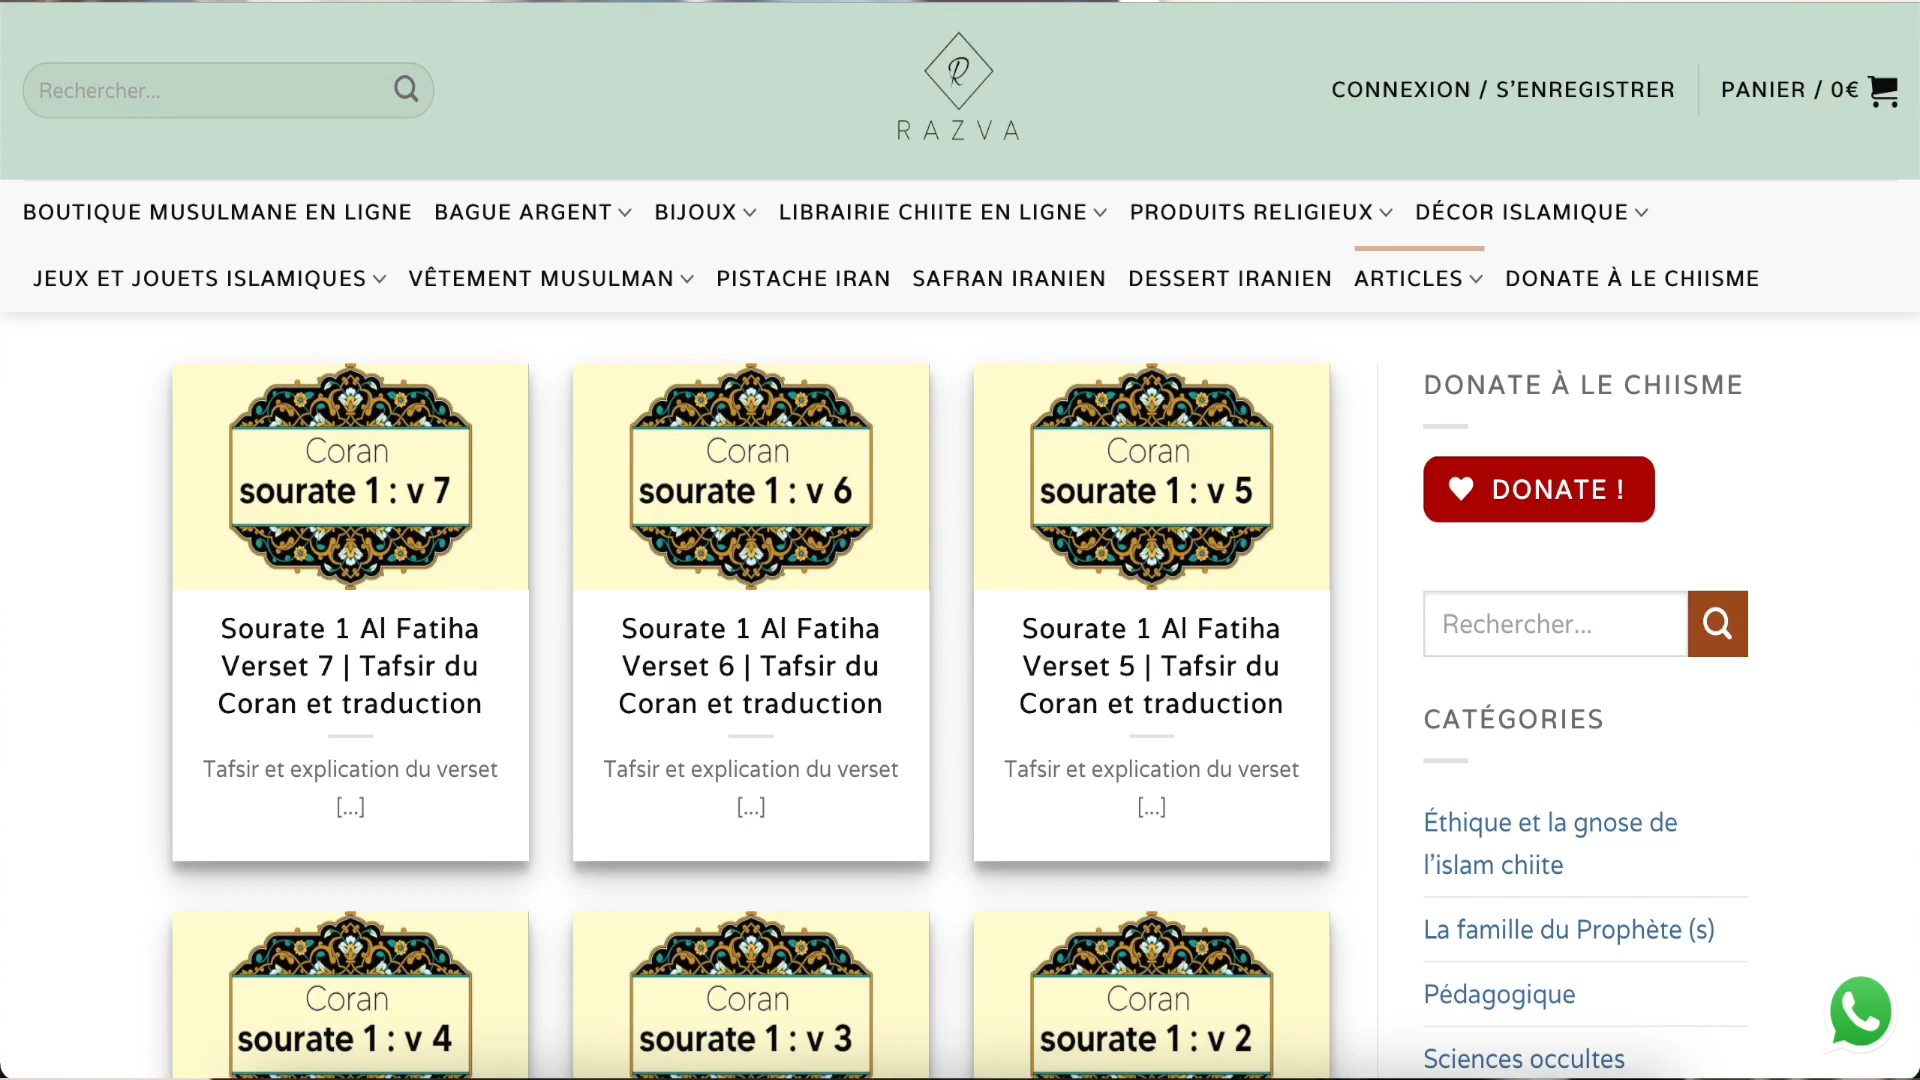 Rechercher...
R
RAZVA
CONNEXION / S'ENREGISTRER
PANIER / 0€
BOUTIQUE MUSULMANE EN LIGNE BAGUE ARGENT BIJOUX LIBRAIRIE CHIITE EN LIGNE PRODUITS RELIGIEUX DÉCOR ISLAMIQUE
JEUX ET JOUETS ISLAMIQUES VÊTEMENT MUSULMAN PISTACHE IRAN SAFRAN IRANIEN DESSERT IRANIEN ARTICLES DONATE À LE CHIISME
Coran
sourate 1 : v 7
Sourate 1 Al Fatiha
Verset 7 | Tafsir du
Coran et traduction
Tafsir et explication du verset
[...]
Coran
sourate 1 : v 6
Sourate 1 Al Fatiha
Verset 6 | Tafsir du
Coran et traduction
Tafsir et explication du verset
[...]
Coran
sourate 1 : v 5
Sourate 1 Al Fatiha
Verset 5 | Tafsir du
Coran et traduction
Tafsir et explication du verset
[...]
Coran
sourate 1 : v 4
Coran
sourate 1 : v 3
Coran
sourate 1 : v 2
DONATE À LE CHIISME
DONATE !
Rechercher...
CATÉGORIES
Éthique et la gnose de
l'islam chiite
La famille du Prophète (s)
Pédagogique
Sciences occultes